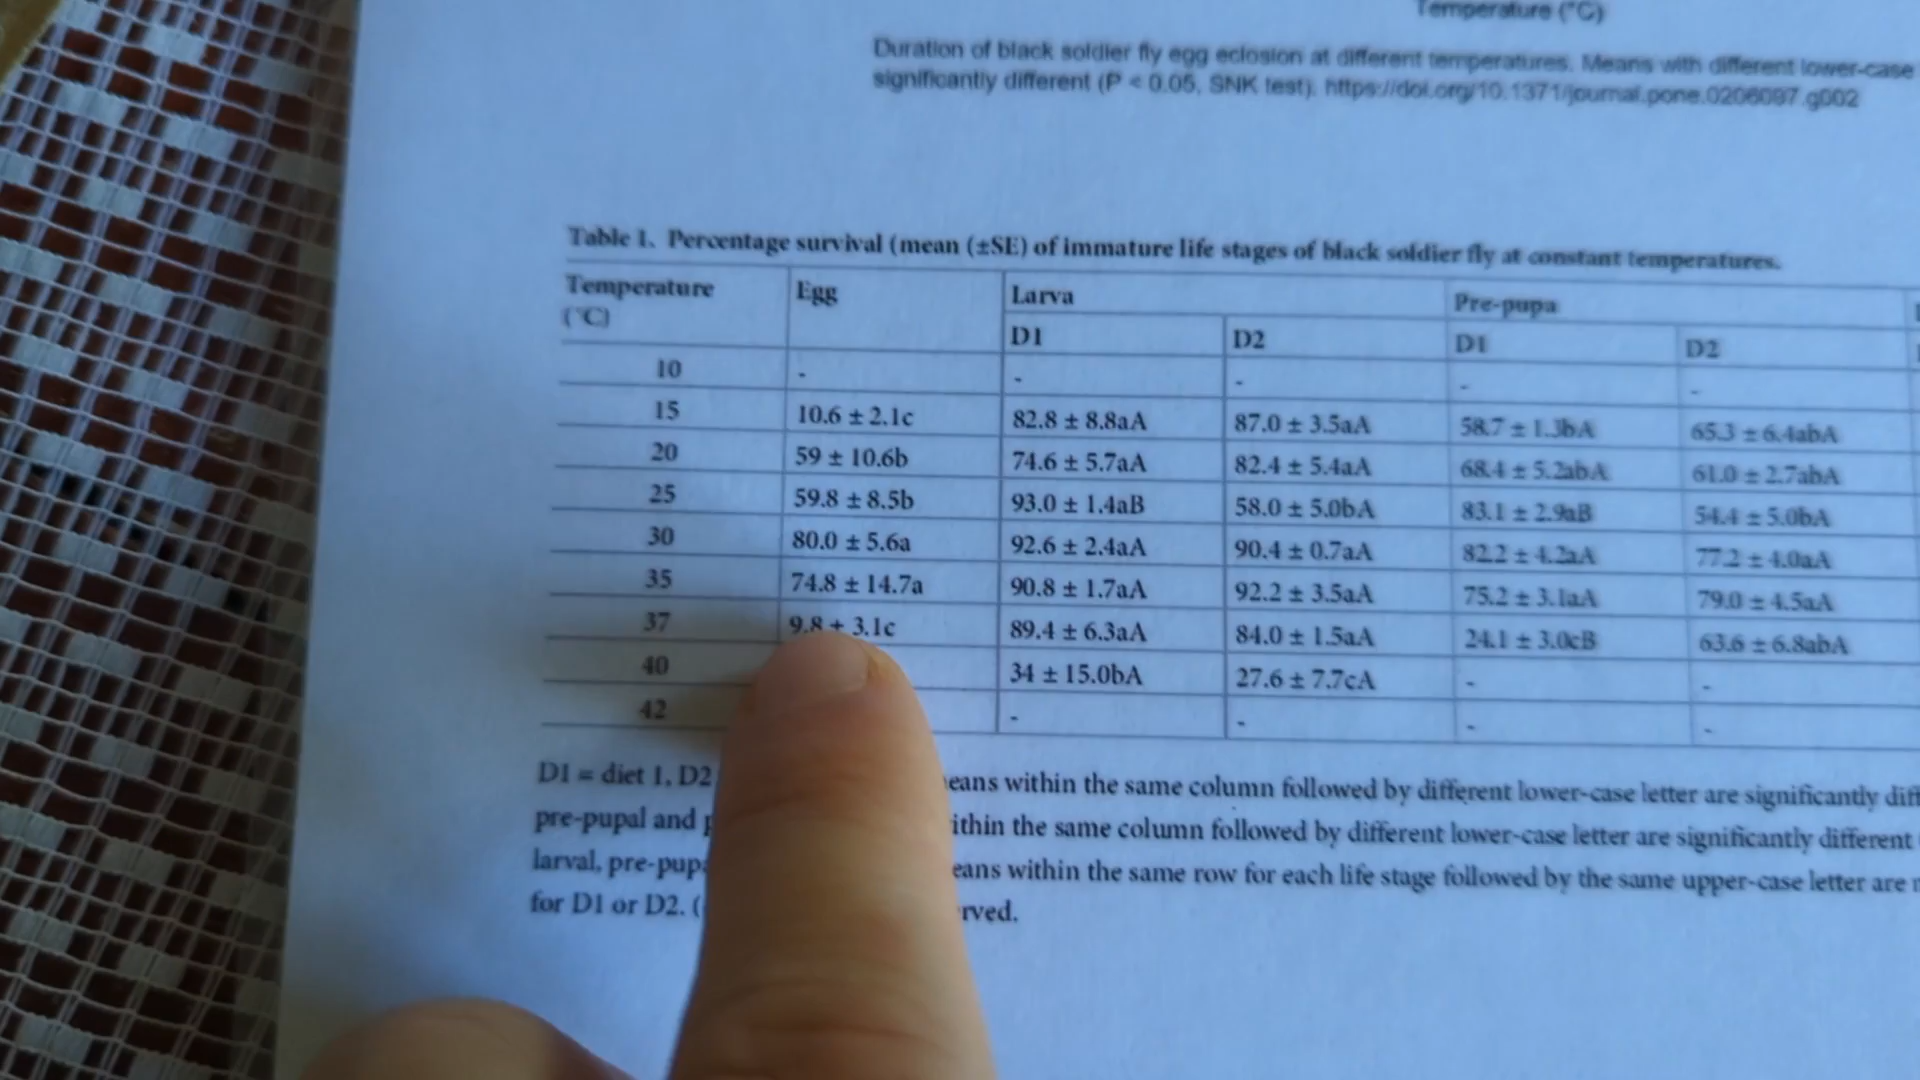 Temperature (°C)
Duration of black soldier fly egg eclosion at different temperatures. Means with different lower-case
significantly different (P < 0.05, SNK test). https://doi.org/10.1371/journal.pone.0206097.g002
Table 1. Percentage survival (mean (±SE) of immature life stages of black soldier fly at constant temperatures.
Temperature (°C) Egg Larva Pre-pupa
D1 D2 D1 D2
10 - - - - -
15 10.6 ± 2.1c 82.8 ± 8.8aA 87.0 ± 3.5aA 58.7 ± 1.3bA 65.3 ± 6.4abA
20 59 ± 10.6b 74.6 ± 5.7aA 82.4 ± 5.4aA 68.4 ± 5.2abA 61.0 ± 2.7abA
25 59.8 ± 8.5b 93.0 ± 1.4aB 58.0 ± 5.0bA 83.1 ± 2.9aB 54.4 ± 5.0bA
30 80.0 ± 5.6a 92.6 ± 2.4aA 90.4 ± 0.7aA 82.2 ± 4.2aA 77.2 ± 4.0aA
35 74.8 ± 14.7a 90.8 ± 1.7aA 92.2 ± 3.5aA 75.2 ± 3.1aA 79.0 ± 4.5aA
37 9.8 ± 3.1c 89.4 ± 6.3aA 84.0 ± 1.5aA 24.1 ± 3.0cB 63.6 ± 6.8abA
40 34 ± 15.0bA 27.6 ± 7.7cA - -
42 - - - -
D1 = diet 1, D2 eans within the same column followed by different lower-case letter are significantly diff
pre-pupal and p ithin the same column followed by different lower-case letter are significantly different
larval, pre-pup eans within the same row for each life stage followed by the same upper-case letter are
for D1 or D2. ( rved.